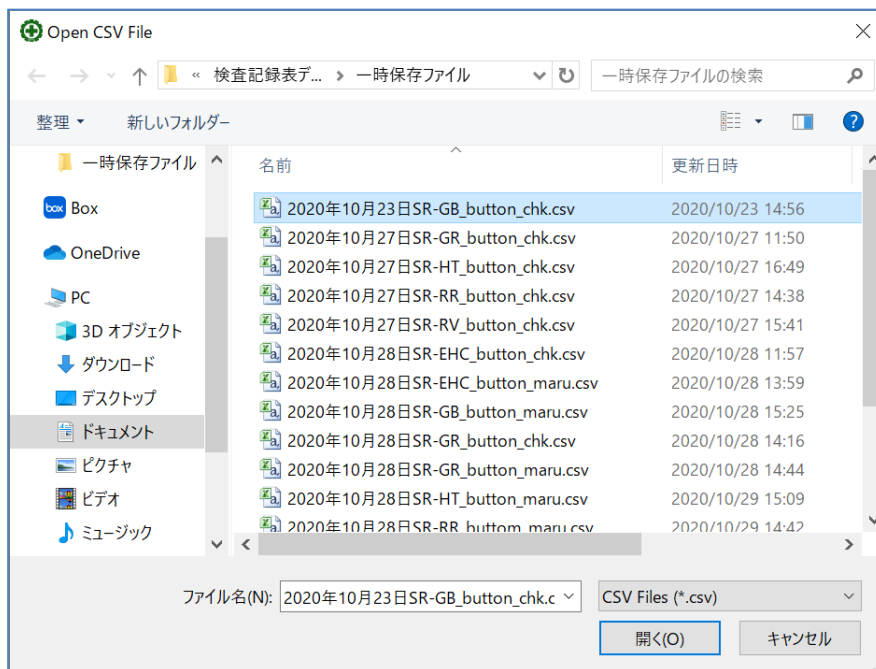 Open CSV File
« 検査記録表デ... › 一時保存ファイル
一時保存ファイルの検索
整理 新しいフォルダー
一時保存ファイル
box Box
OneDrive
PC
3D オブジェクト
ダウンロード
デスクトップ
ドキュメント
ピクチャ
ビデオ
ミュージック
名前 更新日時
2020年10月23日SR-GB_button_chk.csv 2020/10/23 14:56
2020年10月27日SR-GR_button_chk.csv 2020/10/27 11:50
2020年10月27日SR-HT_button_chk.csv 2020/10/27 16:49
2020年10月27日SR-RR_button_chk.csv 2020/10/27 14:38
2020年10月27日SR-RV_button_chk.csv 2020/10/27 15:41
2020年10月28日SR-EHC_button_chk.csv 2020/10/28 11:57
2020年10月28日SR-EHC_button_maru.csv 2020/10/28 13:59
2020年10月28日SR-GB_button_maru.csv 2020/10/28 15:25
2020年10月28日SR-GR_button_chk.csv 2020/10/28 14:16
2020年10月28日SR-GR_button_maru.csv 2020/10/28 14:44
2020年10月28日SR-HT_button_maru.csv 2020/10/29 15:09
2020年10月28日SR-RR_buttom_maru.csv 2020/10/29 14:42
ファイル名(N): 2020年10月23日SR-GB_button_chk.c CSV Files (*.csv)
開く(O) キャンセル